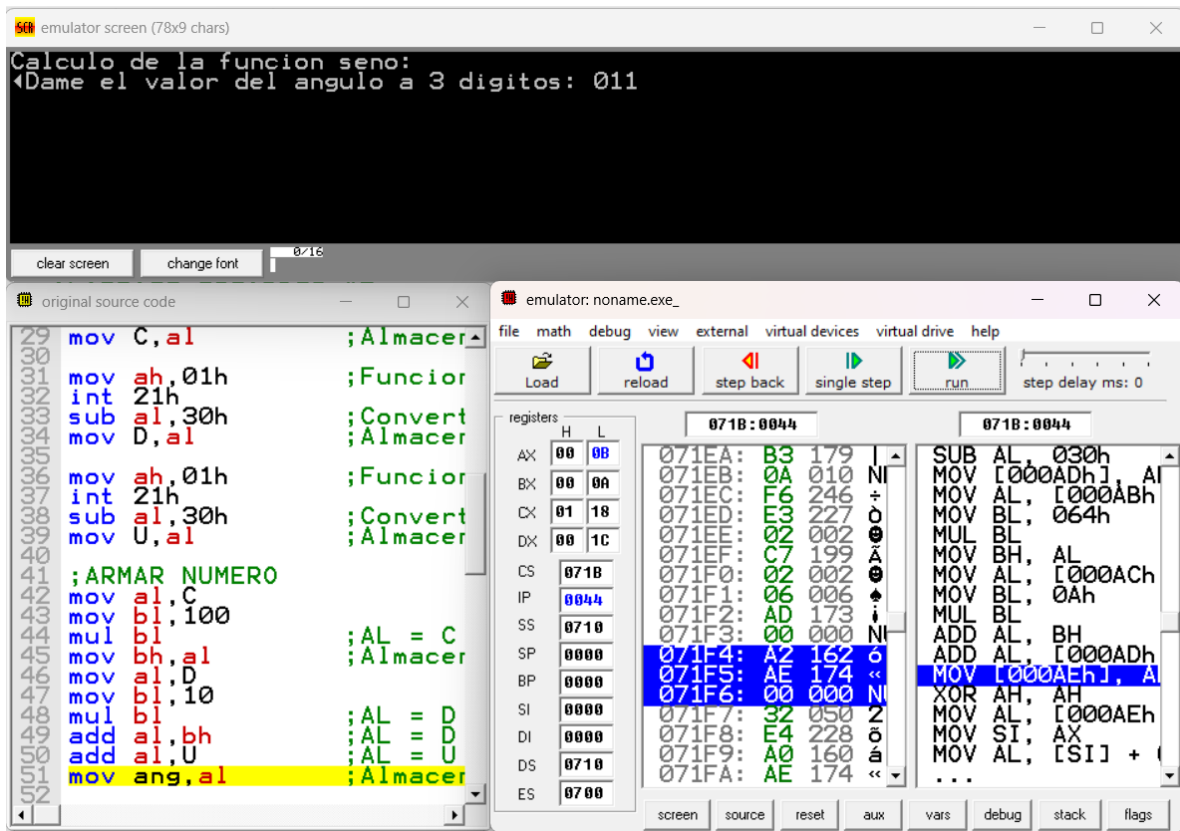 emulator screen (78x9 chars)
Calculo de la funcion seno:
◄Dame el valor del angulo a 3 digitos: 011
clear screen
change font
0/16
original source code
29 mov C,al ;Almacer
30
31 mov ah,01h ;Funcior
32 int 21h
33 sub al,30h ;Convert
34 mov D,al ;Almacer
35
36 mov ah,01h ;Funcior
37 int 21h
38 sub al,30h ;Convert
39 mov U,al ;Almacer
40
41 ;ARMAR NUMERO
42 mov al,C
43 mov bl,100
44 mul bl ;AL = C
45 mov bh,al ;Almacer
46 mov al,D
47 mov bl,10
48 mul bl ;AL = D
49 add al,bh ;AL = D
50 add al,U ;AL = U
51 mov ang,al ;Almacer
52
emulator: noname.exe_
file math debug view external virtual devices virtual drive help
Load
reload
step back
single step
run
step delay ms: 0
registers
H L
AX 00 0B
BX 00 0A
CX 01 18
DX 00 1C
CS 071B
IP 0044
SS 0710
SP 0000
BP 0000
SI 0000
DI 0000
DS 0710
ES 0700
071B:0044
071EA: B3 179 |
071EB: 0A 010 NI
071EC: F6 246 ÷
071ED: E3 227 Ò
071EE: 02 002 ☻
071EF: C7 199 Ã
071F0: 02 002 ☻
071F1: 06 006 ♠
071F2: AD 173 ¡
071F3: 00 000 NU
071F4: A2 162 ó
071F5: AE 174 «
071F6: 00 000 NU
071F7: 32 050 2
071F8: E4 228 õ
071F9: A0 160 á
071FA: AE 174 «
071B:0044
SUB AL, 030h
MOV [000ADh], A
MOV AL, [000ABh
MOV BL, 064h
MUL BL
MOV BH, AL
MOV AL, [000ACh
MOV BL, 0Ah
MUL BL
ADD AL, BH
ADD AL, [000ADh
MOV [000AEh], A
XOR AH, AH
MOV AL, [000AEh
MOV SI, AX
MOV AL, [SI] + (
...
screen
source
reset
aux
vars
debug
stack
flags